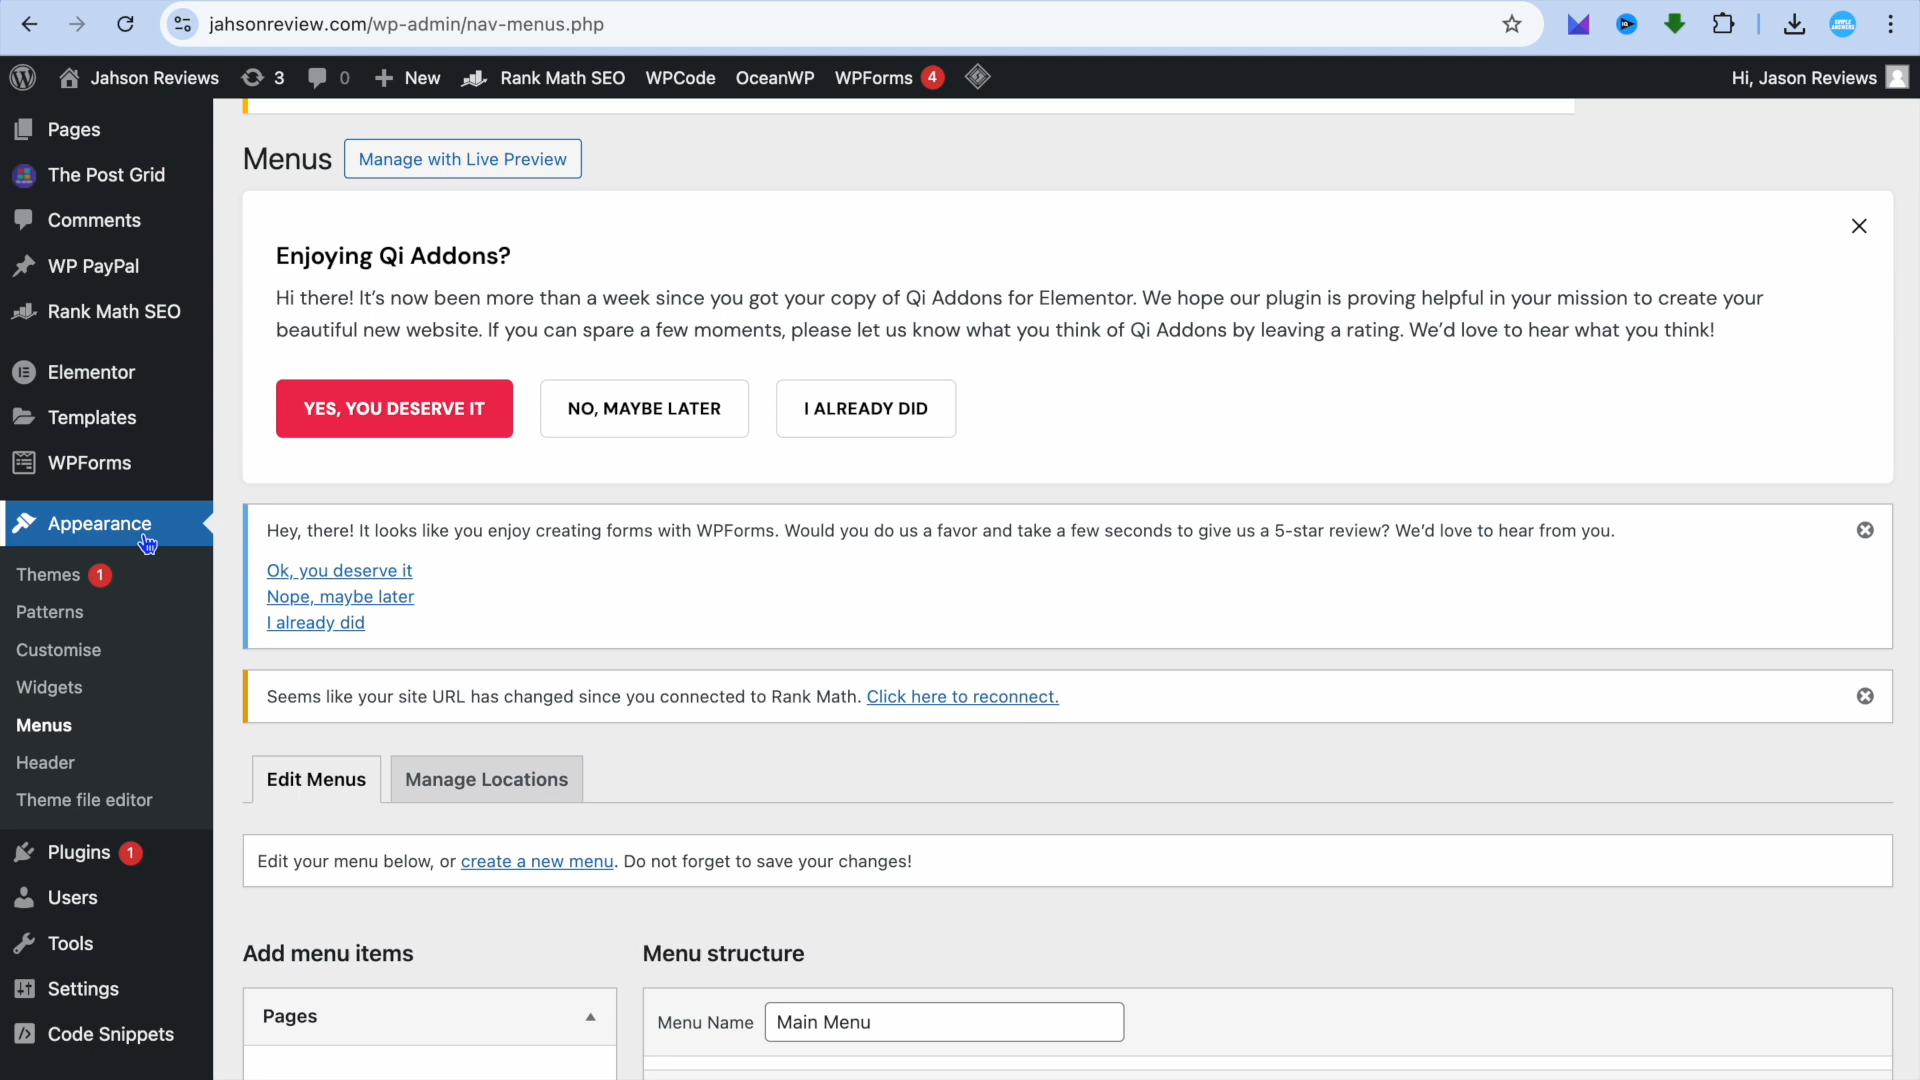 jahsonreview.com/wp-admin/nav-menus.php
Jahson Reviews 3 0 New Rank Math SEO WPCode OceanWP WPForms 4 Hi, Jason Reviews
Pages
The Post Grid
Comments
WP PayPal
Rank Math SEO
Elementor
Templates
WPForms
Appearance
Themes 1
Patterns
Customise
Widgets
Menus
Header
Theme file editor
Plugins 1
Users
Tools
Settings
Code Snippets
Menus Manage with Live Preview
Enjoying Qi Addons?
Hi there! It's now been more than a week since you got your copy of Qi Addons for Elementor. We hope our plugin is proving helpful in your mission to create your
beautiful new website. If you can spare a few moments, please let us know what you think of Qi Addons by leaving a rating. We'd love to hear what you think!
YES, YOU DESERVE IT NO, MAYBE LATER I ALREADY DID
Hey, there! It looks like you enjoy creating forms with WPForms. Would you do us a favor and take a few seconds to give us a 5-star review? We'd love to hear from you.
Ok, you deserve it
Nope, maybe later
I already did
Seems like your site URL has changed since you connected to Rank Math. Click here to reconnect.
Edit Menus Manage Locations
Edit your menu below, or create a new menu. Do not forget to save your changes!
Add menu items Menu structure
Pages
Menu Name Main Menu